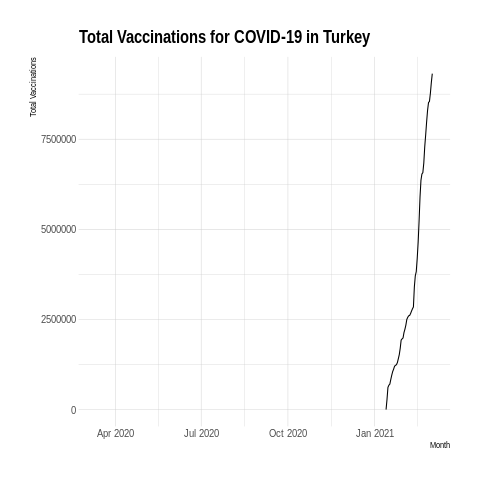 Total Vaccinations for COVID-19 in Turkey
Total Vaccinations
7500000
5000000
2500000
0
Apr 2020
Jul 2020
Oct 2020
Jan 2021
Month